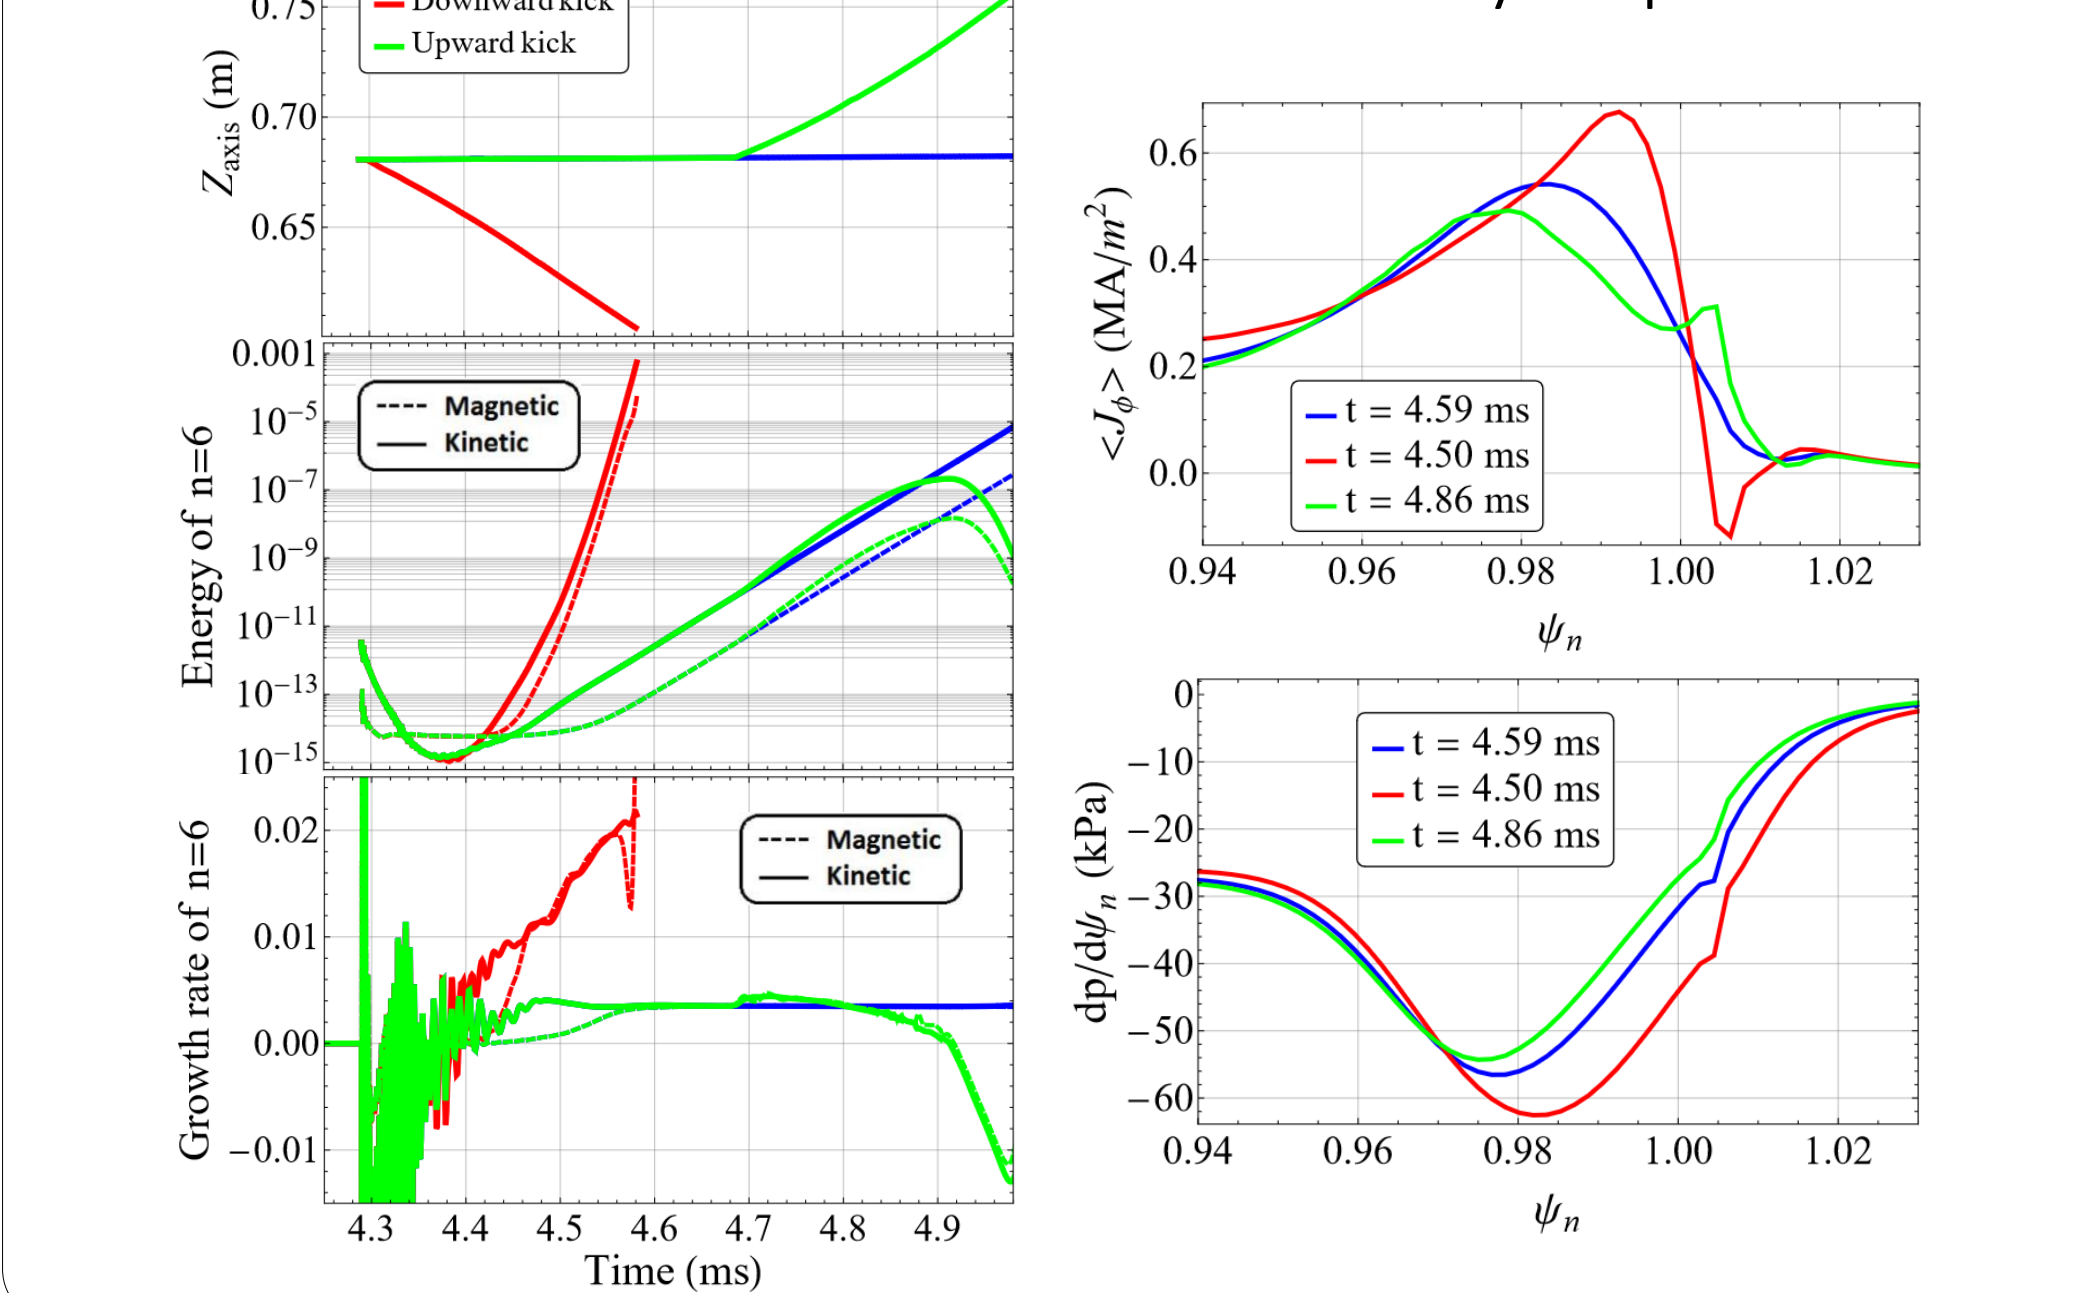 0.75
Downward kick
Upward kick
0.70
0.65
Z_axis (m)
0.001
10^-5
10^-7
10^-9
10^-11
10^-13
10^-15
Energy of n=6
Magnetic
Kinetic
0.02
0.01
0.00
−0.01
Growth rate of n=6
Magnetic
Kinetic
4.3 4.4 4.5 4.6 4.7 4.8 4.9
Time (ms)
0.6
0.4
0.2
0.0
<J_ϕ> (MA/m^2)
t = 4.59 ms
t = 4.50 ms
t = 4.86 ms
0.94 0.96 0.98 1.00 1.02
ψ_n
0
−10
−20
−30
−40
−50
−60
dp/dψ_n (kPa)
t = 4.59 ms
t = 4.50 ms
t = 4.86 ms
0.94 0.96 0.98 1.00 1.02
ψ_n